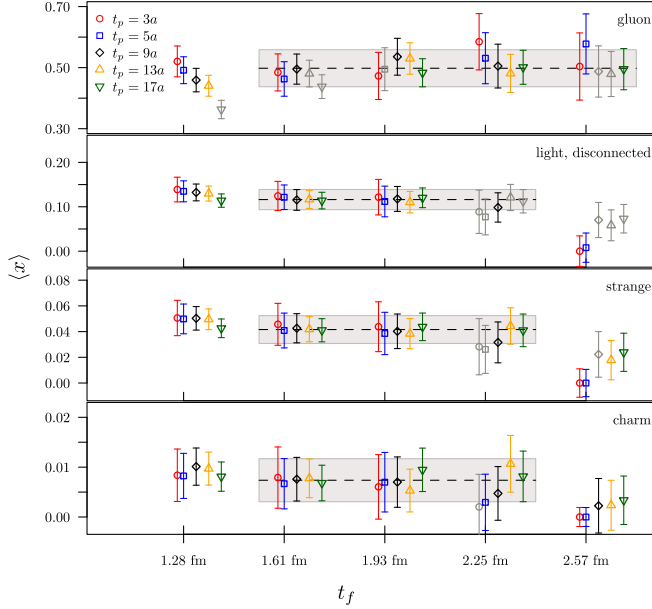 0.70
0.50
0.30
t_p = 3a
t_p = 5a
t_p = 9a
t_p = 13a
t_p = 17a
gluon
0.20
0.10
0.00
light, disconnected
0.08
0.06
0.04
0.02
0.00
strange
0.02
0.01
0.00
charm
⟨x⟩
1.28 fm 1.61 fm 1.93 fm 2.25 fm 2.57 fm
t_f